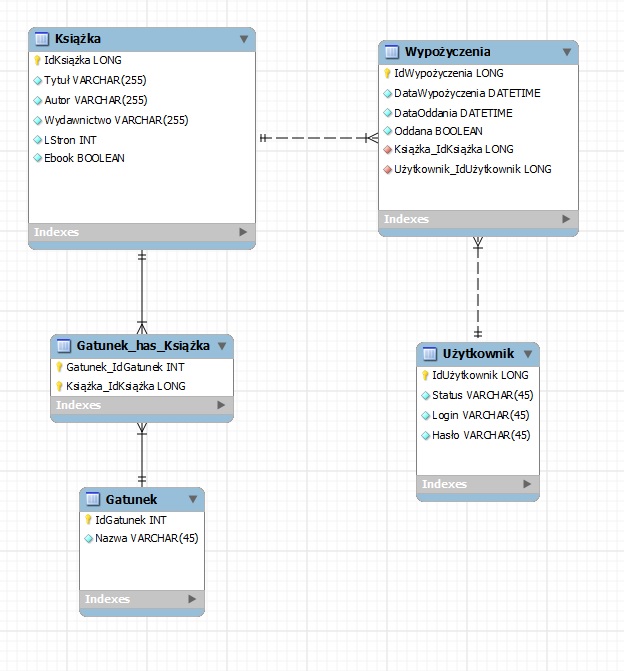 Książka
IdKsiążka LONG
Tytuł VARCHAR(255)
Autor VARCHAR(255)
Wydawnictwo VARCHAR(255)
LStron INT
Ebook BOOLEAN
Indexes
Wypożyczenia
IdWypożyczenia LONG
DataWypożyczenia DATETIME
DataOddania DATETIME
Oddana BOOLEAN
Książka_IdKsiążka LONG
Użytkownik_IdUżytkownik LONG
Indexes
Gatunek_has_Książka
Gatunek_IdGatunek INT
Książka_IdKsiążka LONG
Indexes
Użytkownik
IdUżytkownik LONG
Status VARCHAR(45)
Login VARCHAR(45)
Hasło VARCHAR(45)
Indexes
Gatunek
IdGatunek INT
Nazwa VARCHAR(45)
Indexes